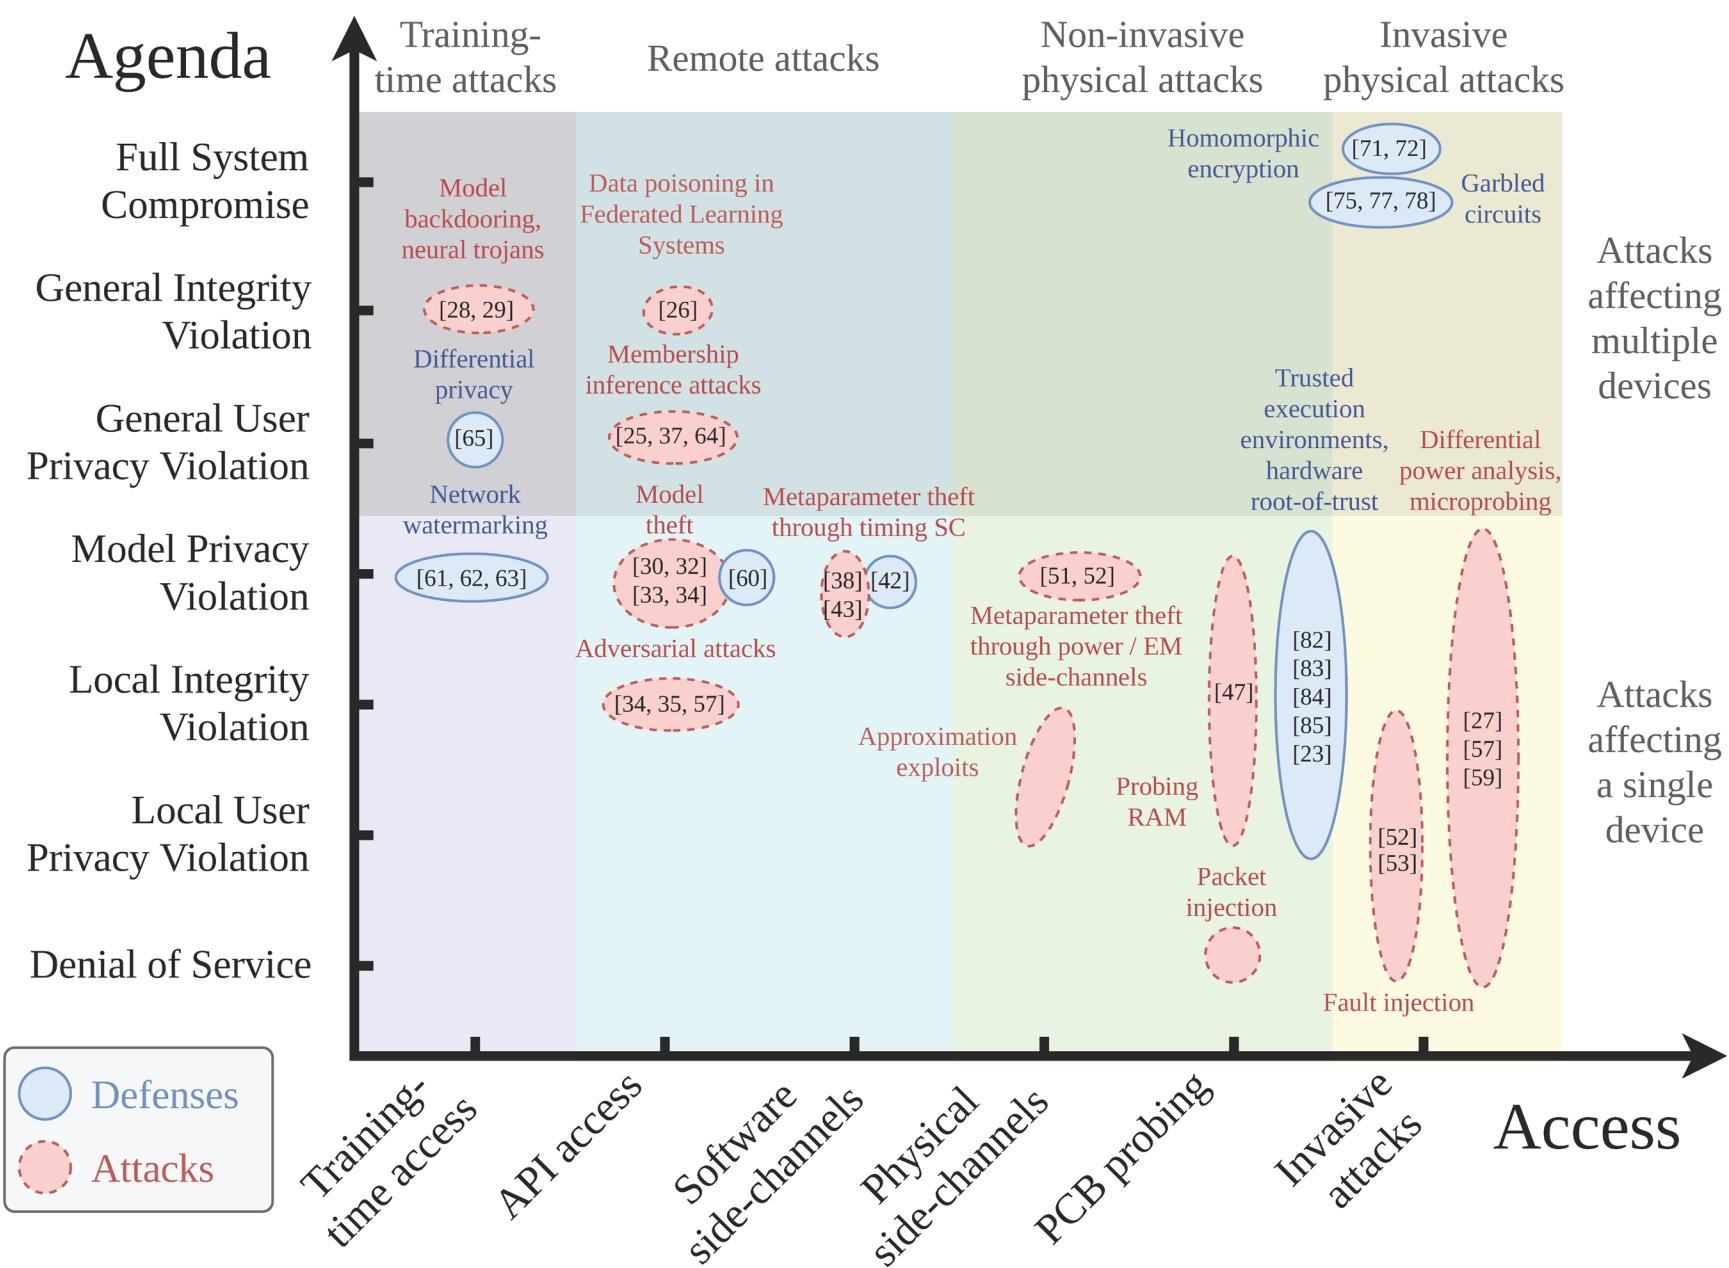 Agenda
Training-
time attacks
Remote attacks
Non-invasive
physical attacks
Invasive
physical attacks
Full System
Compromise
General Integrity
Violation
General User
Privacy Violation
Model Privacy
Violation
Local Integrity
Violation
Local User
Privacy Violation
Denial of Service
Model
backdooring,
neural trojans
[28, 29]
Differential
privacy
[65]
Network
watermarking
[61, 62, 63]
Data poisoning in
Federated Learning
Systems
[26]
Membership
inference attacks
[25, 37, 64]
Model
theft
[30, 32]
[33, 34]
[60]
Metaparameter theft
through timing SC
[38]
[43]
[42]
Adversarial attacks
[34, 35, 57]
Homomorphic
encryption
[71, 72]
[75, 77, 78]
Garbled
circuits
Trusted
execution
environments,
hardware
root-of-trust
Differential
power analysis,
microprobing
[51, 52]
Metaparameter theft
through power / EM
side-channels
Approximation
exploits
[47]
Probing
RAM
Packet
injection
[82]
[83]
[84]
[85]
[23]
[52]
[53]
Fault injection
[27]
[57]
[59]
Attacks
affecting
multiple
devices
Attacks
affecting
a single
device
Defenses
Attacks
Training-
time access
API access
Software
side-channels
Physical
side-channels
PCB probing
Invasive
attacks
Access